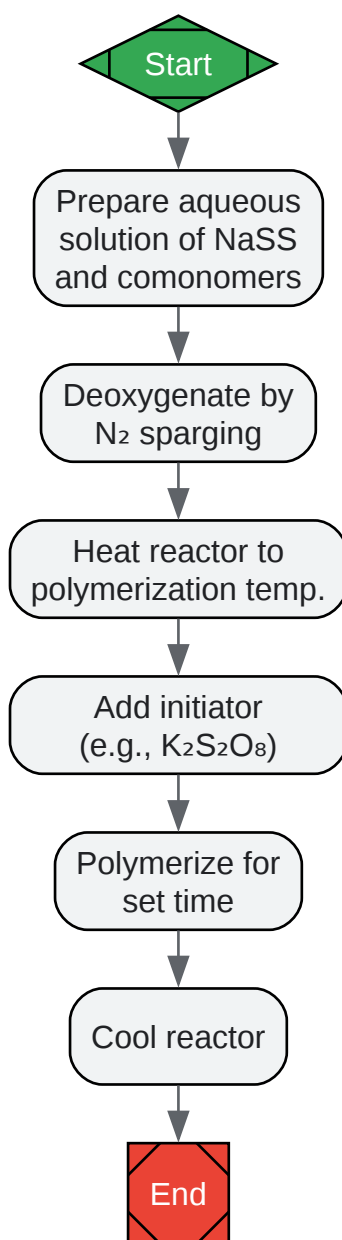 Start
Prepare aqueous
solution of NaSS
and comonomers
Deoxygenate by
N₂ sparging
Heat reactor to
polymerization temp.
Add initiator
(e.g., K₂S₂O₈)
Polymerize for
set time
Cool reactor
End